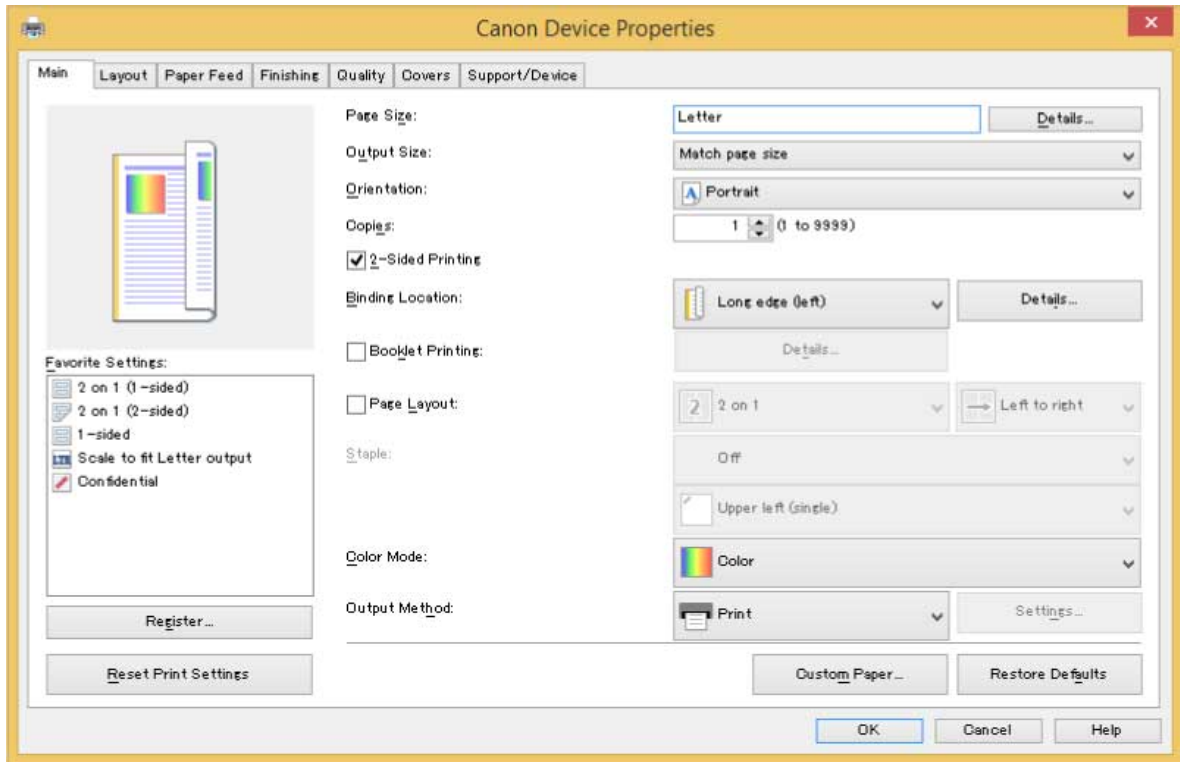 Canon Device Properties
Main Layout Paper Feed Finishing Quality Covers Support/Device
Page Size: Letter Details...
Output Size: Match page size
Orientation: A Portrait
Copies: 1 (1 to 9999)
2-Sided Printing
Binding Location: Long edge (left) Details...
Booklet Printing: Details...
Page Layout: 2 2 on 1 Left to right
Staple: Off
Upper left (single)
Color Mode: Color
Output Method: Print Settings...
Favorite Settings:
2 on 1 (1-sided)
2 on 1 (2-sided)
1-sided
LTR Scale to fit Letter output
Confidential
Register...
Reset Print Settings Custom Paper... Restore Defaults
OK Cancel Help